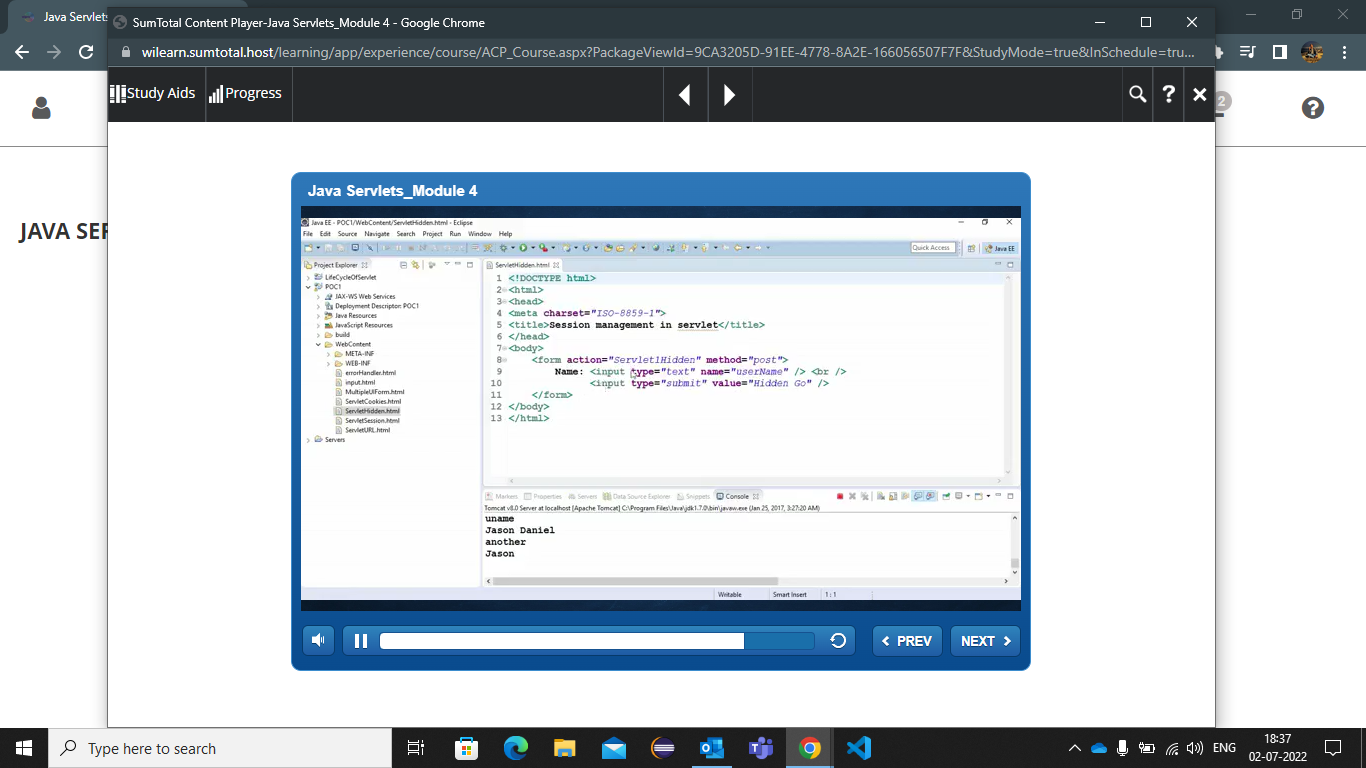 Java Servlets
SumTotal Content Player-Java Servlets_Module 4 - Google Chrome
wilearn.sumtotal.host/learning/app/experience/course/ACP_Course.aspx?PackageViewId=9CA3205D-91EE-4778-8A2E-166056507F7F&StudyMode=true&InSchedule=tru...
Study Aids
Progress
?
2
?
JAVA SER
Java Servlets_Module 4
Java EE - POC1/WebContent/ServletHidden.html - Eclipse
File Edit Source Navigate Search Project Run Window Help
Quick Access
Java EE
Project Explorer
LifeCycleOfServlet
POC1
JAX-WS Web Services
Deployment Descriptor: POC1
Java Resources
JavaScript Resources
build
WebContent
META-INF
WEB-INF
errorHandler.html
input.html
MultipleUIForm.html
ServletCookies.html
ServletHidden.html
ServletSession.html
ServletURL.html
Servers
ServletHidden.html
1 <!DOCTYPE html>
2 <html>
3 <head>
4 <meta charset="ISO-8859-1">
5 <title>Session management in servlet</title>
6 </head>
7 <body>
8 <form action="Servlet1Hidden" method="post">
9 Name: <input type="text" name="userName" /> <br />
10 <input type="submit" value="Hidden Go" />
11 </form>
12 </body>
13 </html>
Markers Properties Servers Data Source Explorer Snippets Console
Tomcat v8.0 Server at localhost [Apache Tomcat] C:\Program Files\Java\jdk1.7.0\bin\javaw.exe (Jan 25, 2017, 3:27:20 AM)
uname
Jason Daniel
another
Jason
Writable Smart Insert 1 : 1
PREV
NEXT
Type here to search
ENG
18:37
02-07-2022